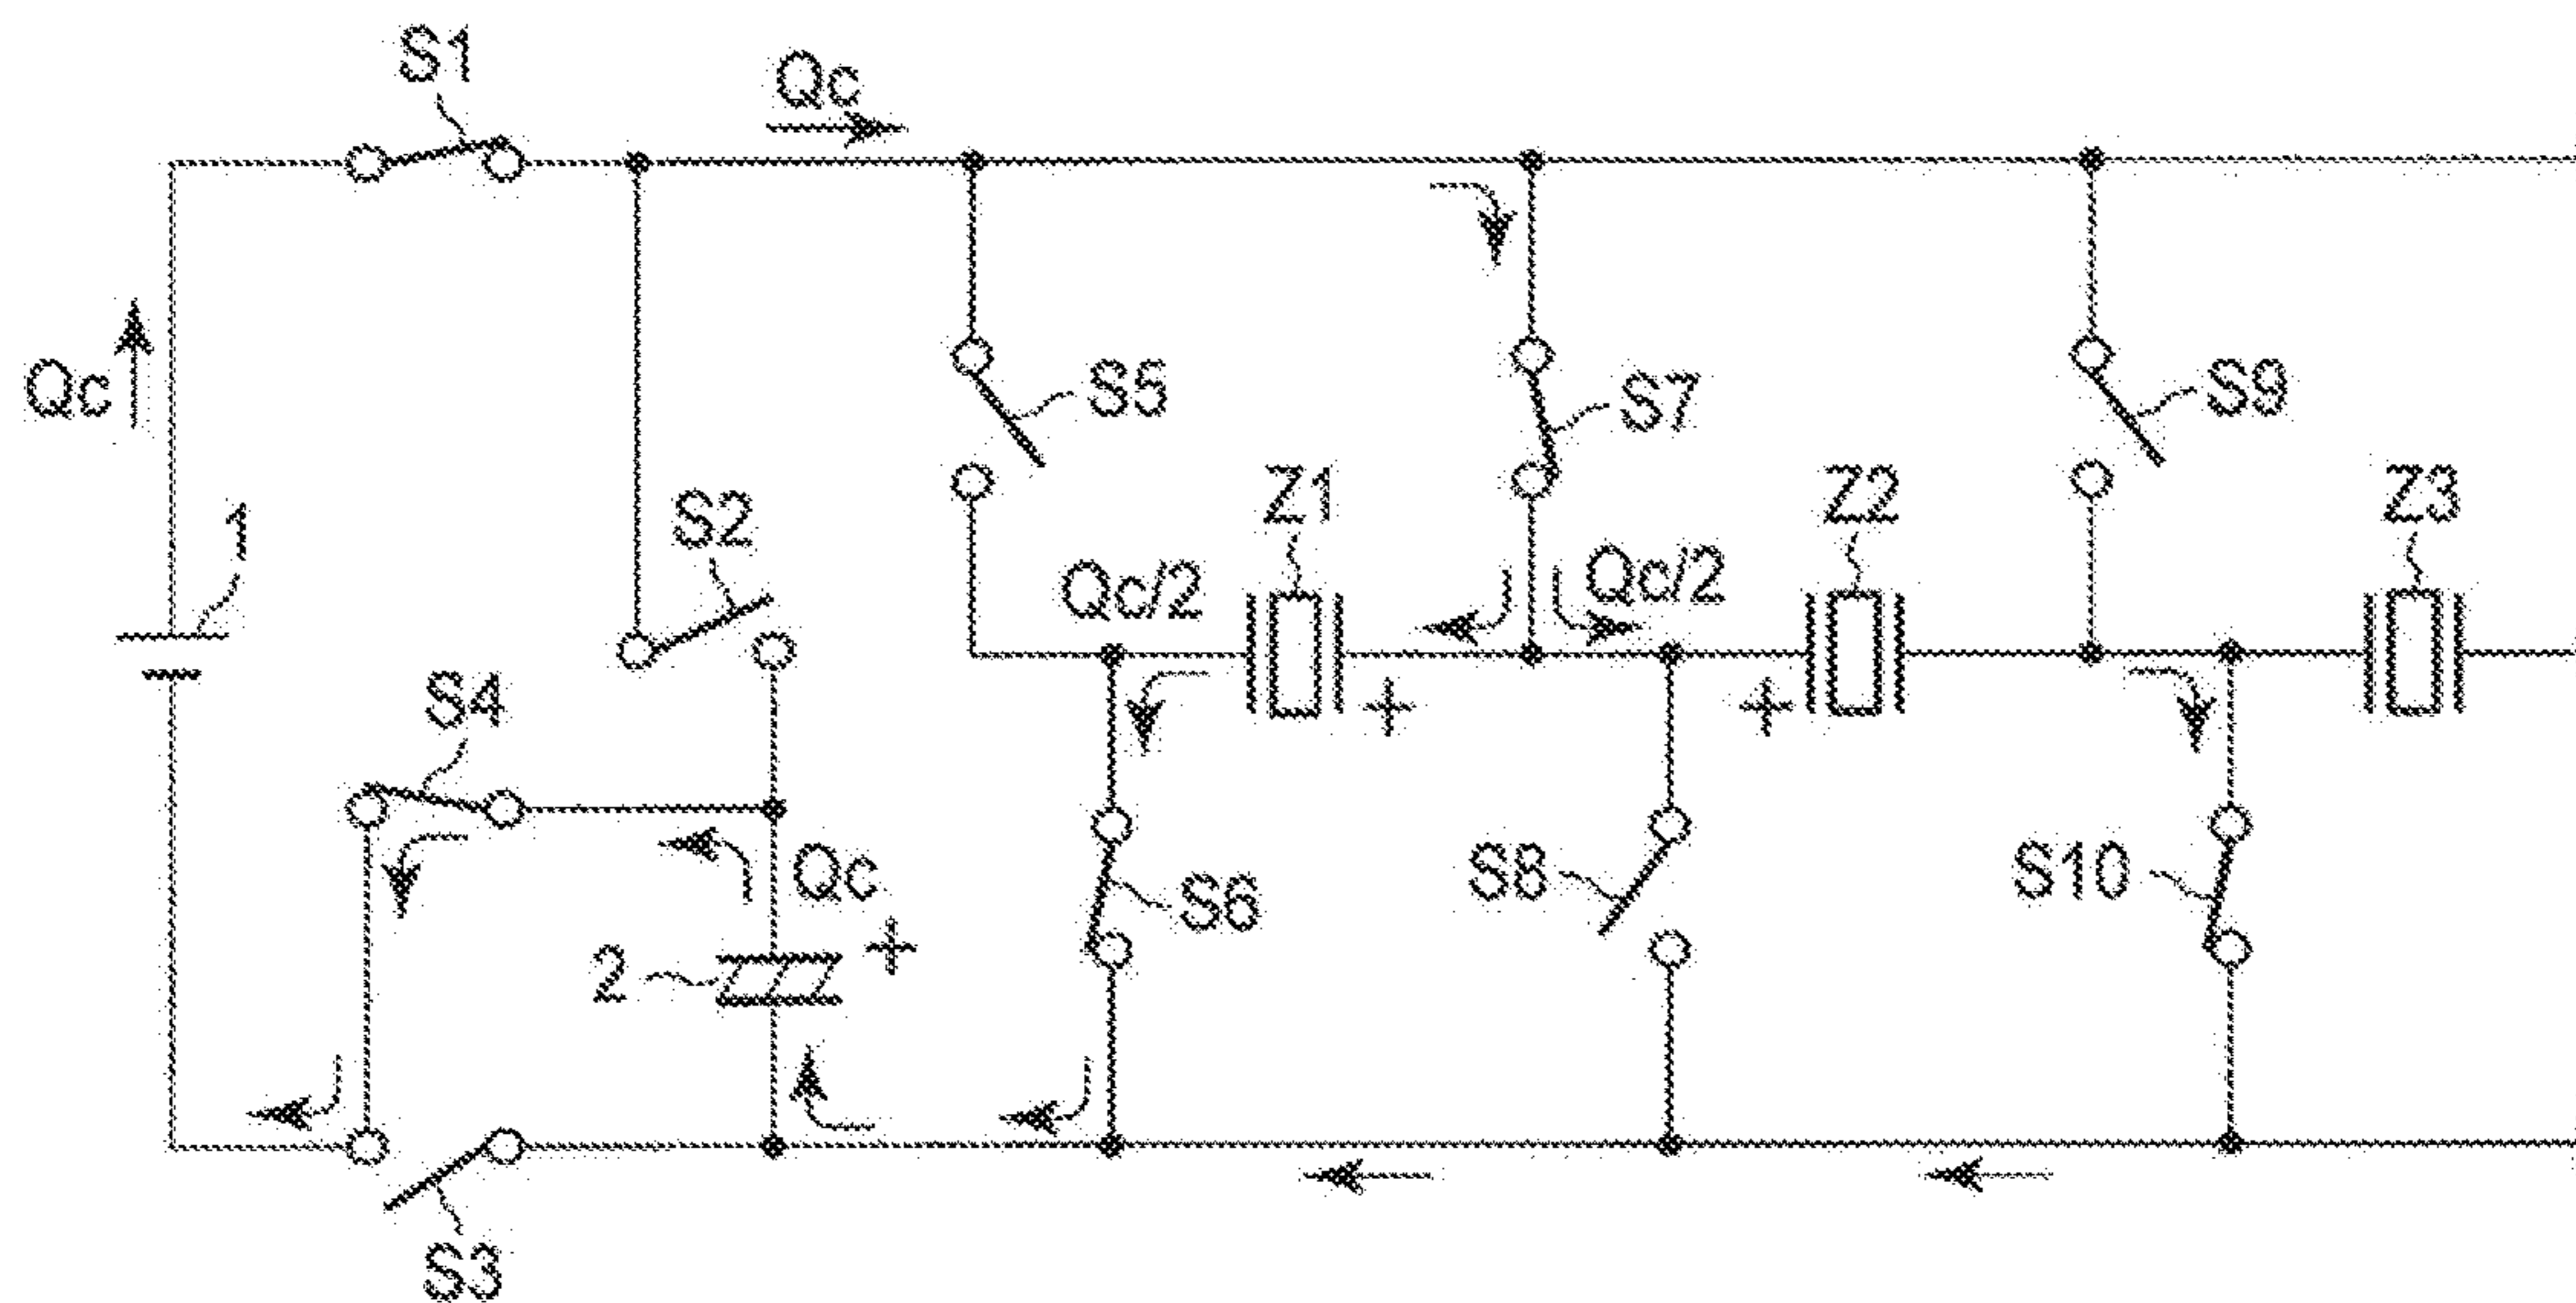 S1
Qc
Qc
S5
S7
S9
1
S2
Z1
Z2
Z3
Qc/2
Qc/2
S4
+
+
Qc
+
2
S6
S8
S10
S3